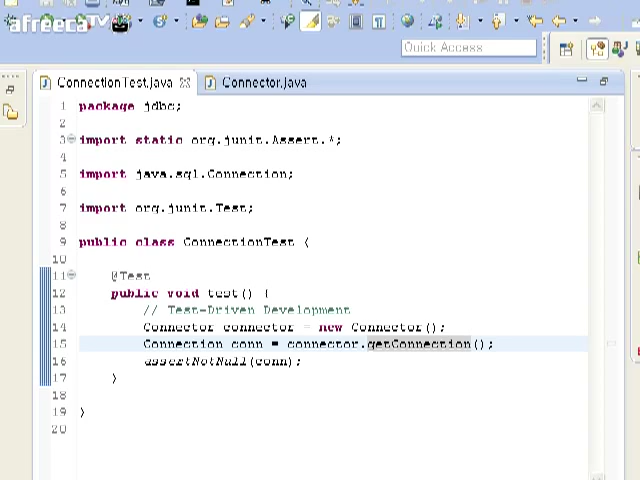 afreecaTV
Quick Access
ConnectionTest.java
Connector.java
1 package jdbc;
2
3 import static org.junit.Assert.*;
4
5 import java.sql.Connection;
6
7 import org.junit.Test;
8
9 public class ConnectionTest {
10
11 @Test
12 public void test() {
13 // Test-Driven Development
14 Connector connector = new Connector();
15 Connection conn = connector.getConnection();
16 assertNotNull(conn);
17 }
18
19 }
20